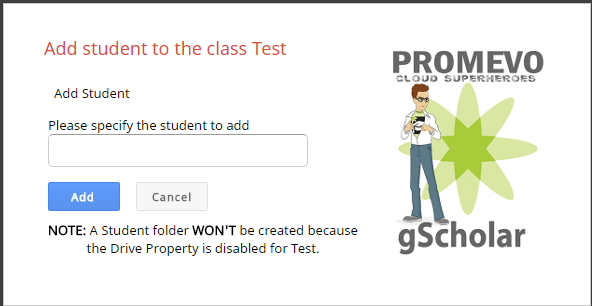 Add student to the class Test
Add Student
Please specify the student to add
Add
Cancel
NOTE: A Student folder WON'T be created because
the Drive Property is disabled for Test.
PROMEVO
CLOUD SUPERHEROES
gScholar